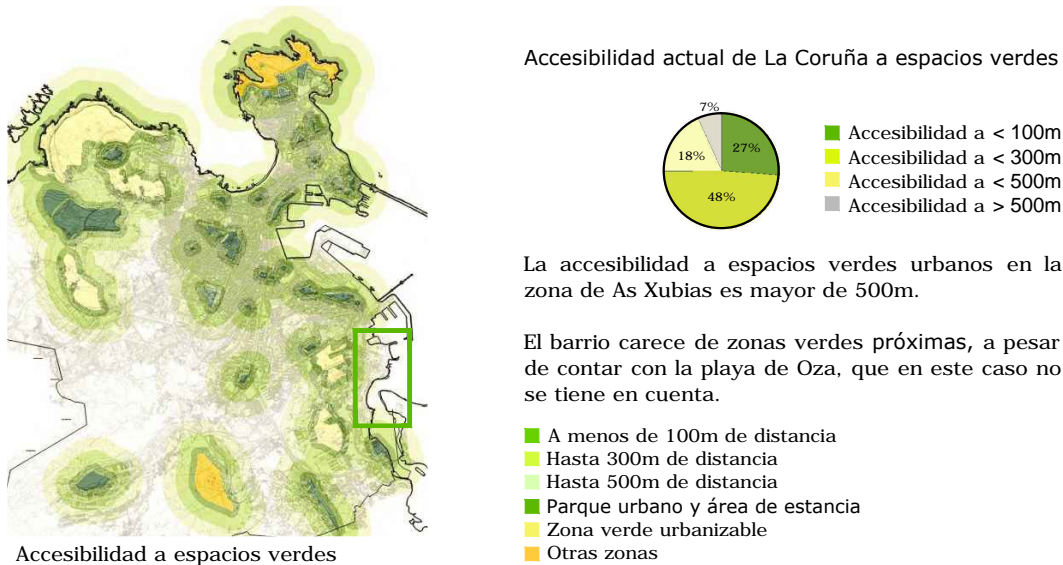 Accesibilidad actual de La Coruña a espacios verdes
7%
27%
18%
48%
Accesibilidad a < 100m
Accesibilidad a < 300m
Accesibilidad a < 500m
Accesibilidad a > 500m
La accesibilidad a espacios verdes urbanos en la
zona de As Xubias es mayor de 500m.
El barrio carece de zonas verdes próximas, a pesar
de contar con la playa de Oza, que en este caso no
se tiene en cuenta.
A menos de 100m de distancia
Hasta 300m de distancia
Hasta 500m de distancia
Parque urbano y área de estancia
Zona verde urbanizable
Otras zonas
Accesibilidad a espacios verdes